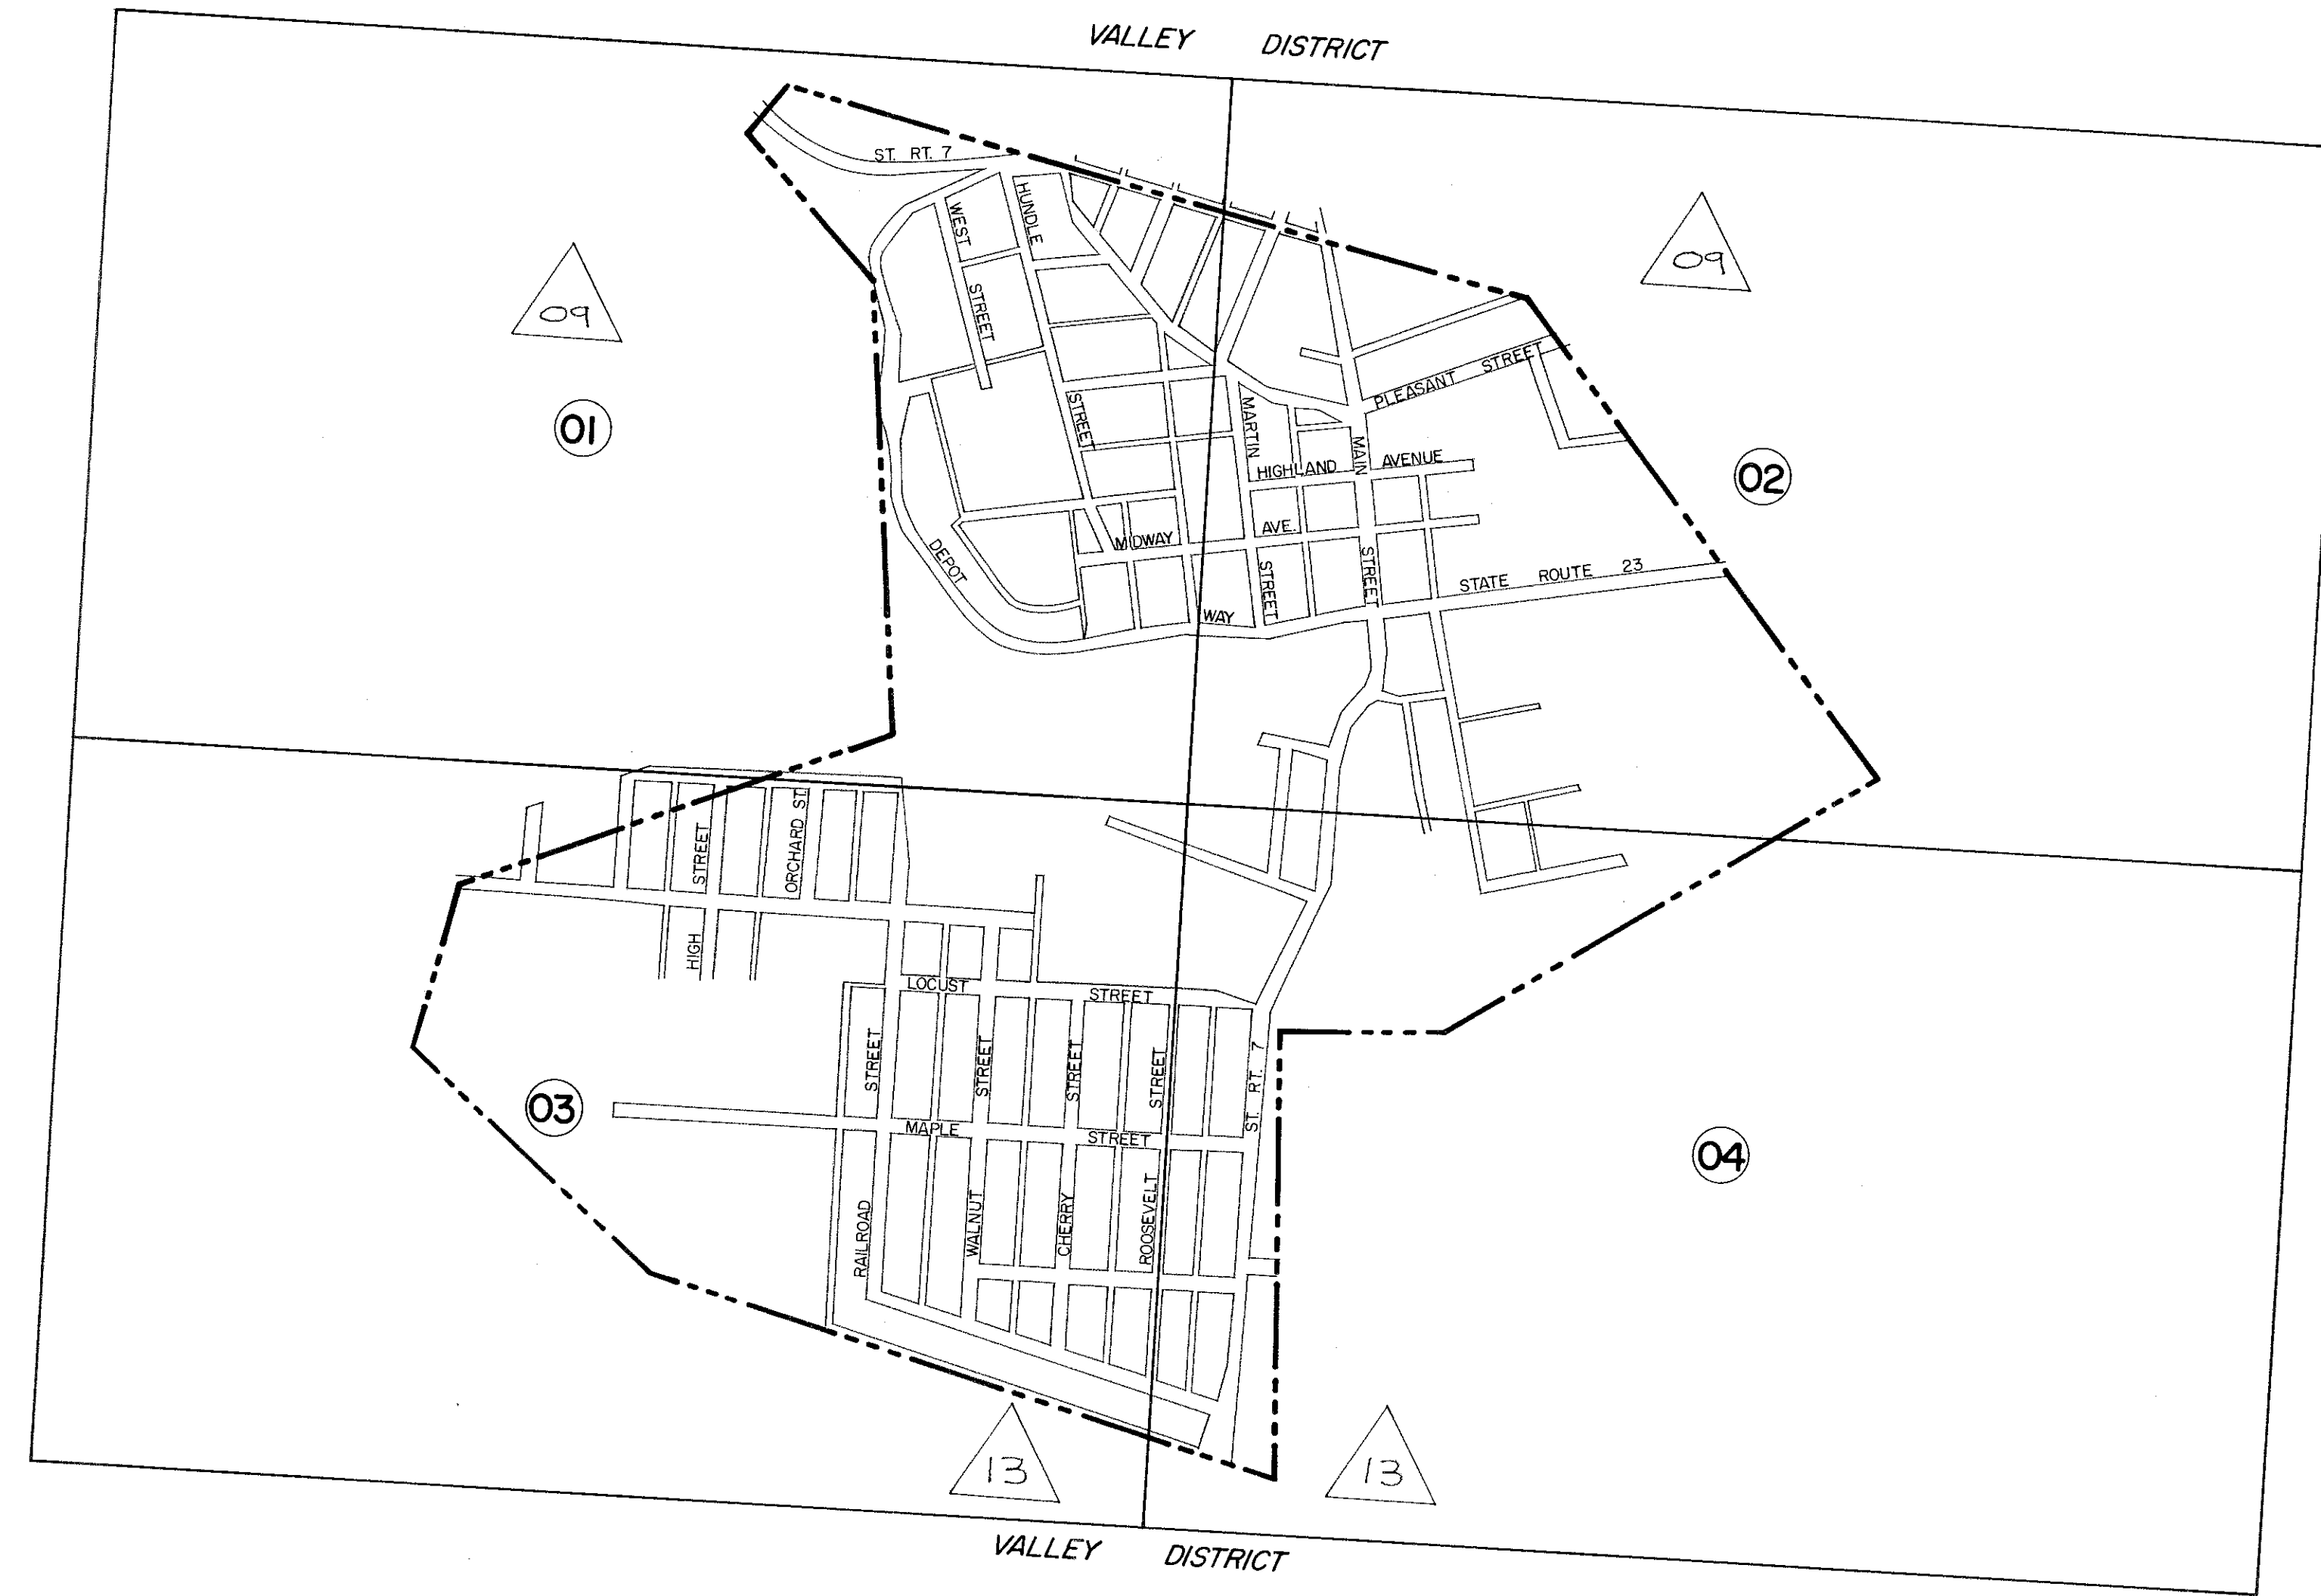 VALLEY DISTRICT
ST. RT. 7
WEST STREET
HUNDLE STREET
09
09
01
02
PLEASANT STREET
MARTIN STREET
MAIN STREET
HIGHLAND AVENUE
MIDWAY AVE.
DEPOT WAY
STATE ROUTE 23
HIGH STREET
ORCHARD ST.
LOCUST STREET
RAILROAD STREET
WALNUT STREET
CHERRY STREET
ROOSEVELT STREET
ST. RT. 7
MAPLE STREET
03
04
13
13
VALLEY DISTRICT